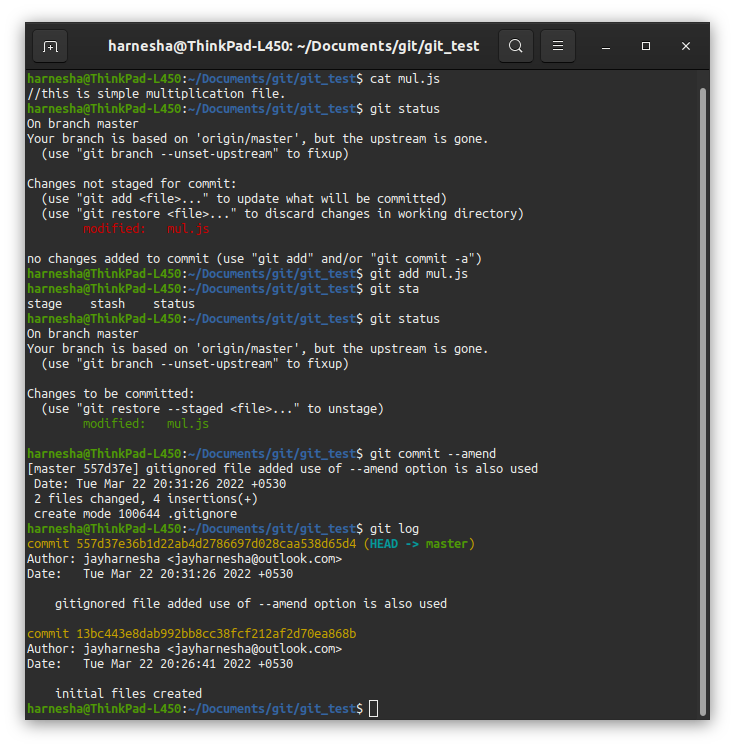 harnesha@ThinkPad-L450: ~/Documents/git/git_test
harnesha@ThinkPad-L450:~/Documents/git/git_test$ cat mul.js
//this is simple multiplication file.
harnesha@ThinkPad-L450:~/Documents/git/git_test$ git status
On branch master
Your branch is based on 'origin/master', but the upstream is gone.
  (use "git branch --unset-upstream" to fixup)

Changes not staged for commit:
  (use "git add <file>..." to update what will be committed)
  (use "git restore <file>..." to discard changes in working directory)
        modified:   mul.js

no changes added to commit (use "git add" and/or "git commit -a")
harnesha@ThinkPad-L450:~/Documents/git/git_test$ git add mul.js
harnesha@ThinkPad-L450:~/Documents/git/git_test$ git sta
stage    stash    status
harnesha@ThinkPad-L450:~/Documents/git/git_test$ git status
On branch master
Your branch is based on 'origin/master', but the upstream is gone.
  (use "git branch --unset-upstream" to fixup)

Changes to be committed:
  (use "git restore --staged <file>..." to unstage)
        modified:   mul.js

harnesha@ThinkPad-L450:~/Documents/git/git_test$ git commit --amend
[master 557d37e] gitignored file added use of --amend option is also used
 Date: Tue Mar 22 20:31:26 2022 +0530
 2 files changed, 4 insertions(+)
 create mode 100644 .gitignore
harnesha@ThinkPad-L450:~/Documents/git/git_test$ git log
commit 557d37e36b1d22ab4d2786697d028caa538d65d4 (HEAD -> master)
Author: jayharnesha <jayharnesha@outlook.com>
Date:   Tue Mar 22 20:31:26 2022 +0530

    gitignored file added use of --amend option is also used

commit 13bc443e8dab992bb8cc38fcf212af2d70ea868b
Author: jayharnesha <jayharnesha@outlook.com>
Date:   Tue Mar 22 20:26:41 2022 +0530

    initial files created
harnesha@ThinkPad-L450:~/Documents/git/git_test$